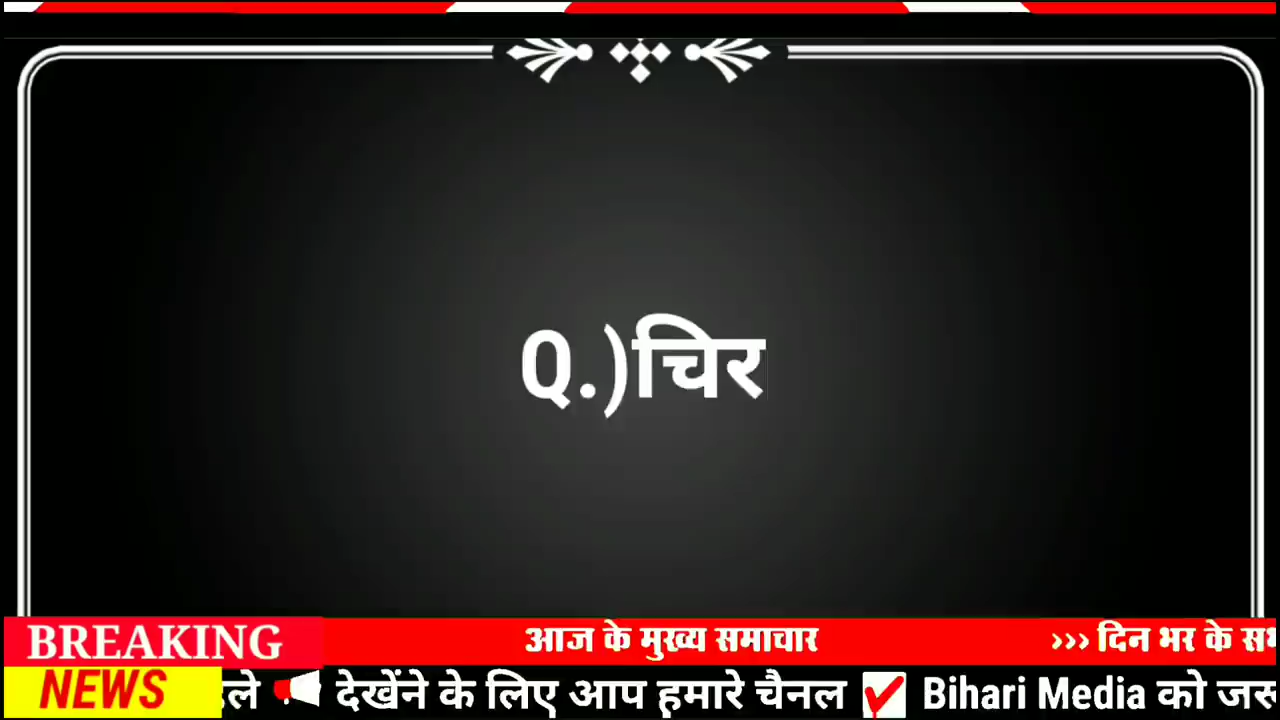 Q.)चिर
BREAKING
NEWS
आज के मुख्य समाचार
››› दिन भर के
देखेंने के लिए आप हमारे चैनल ✔ Bihari Media को